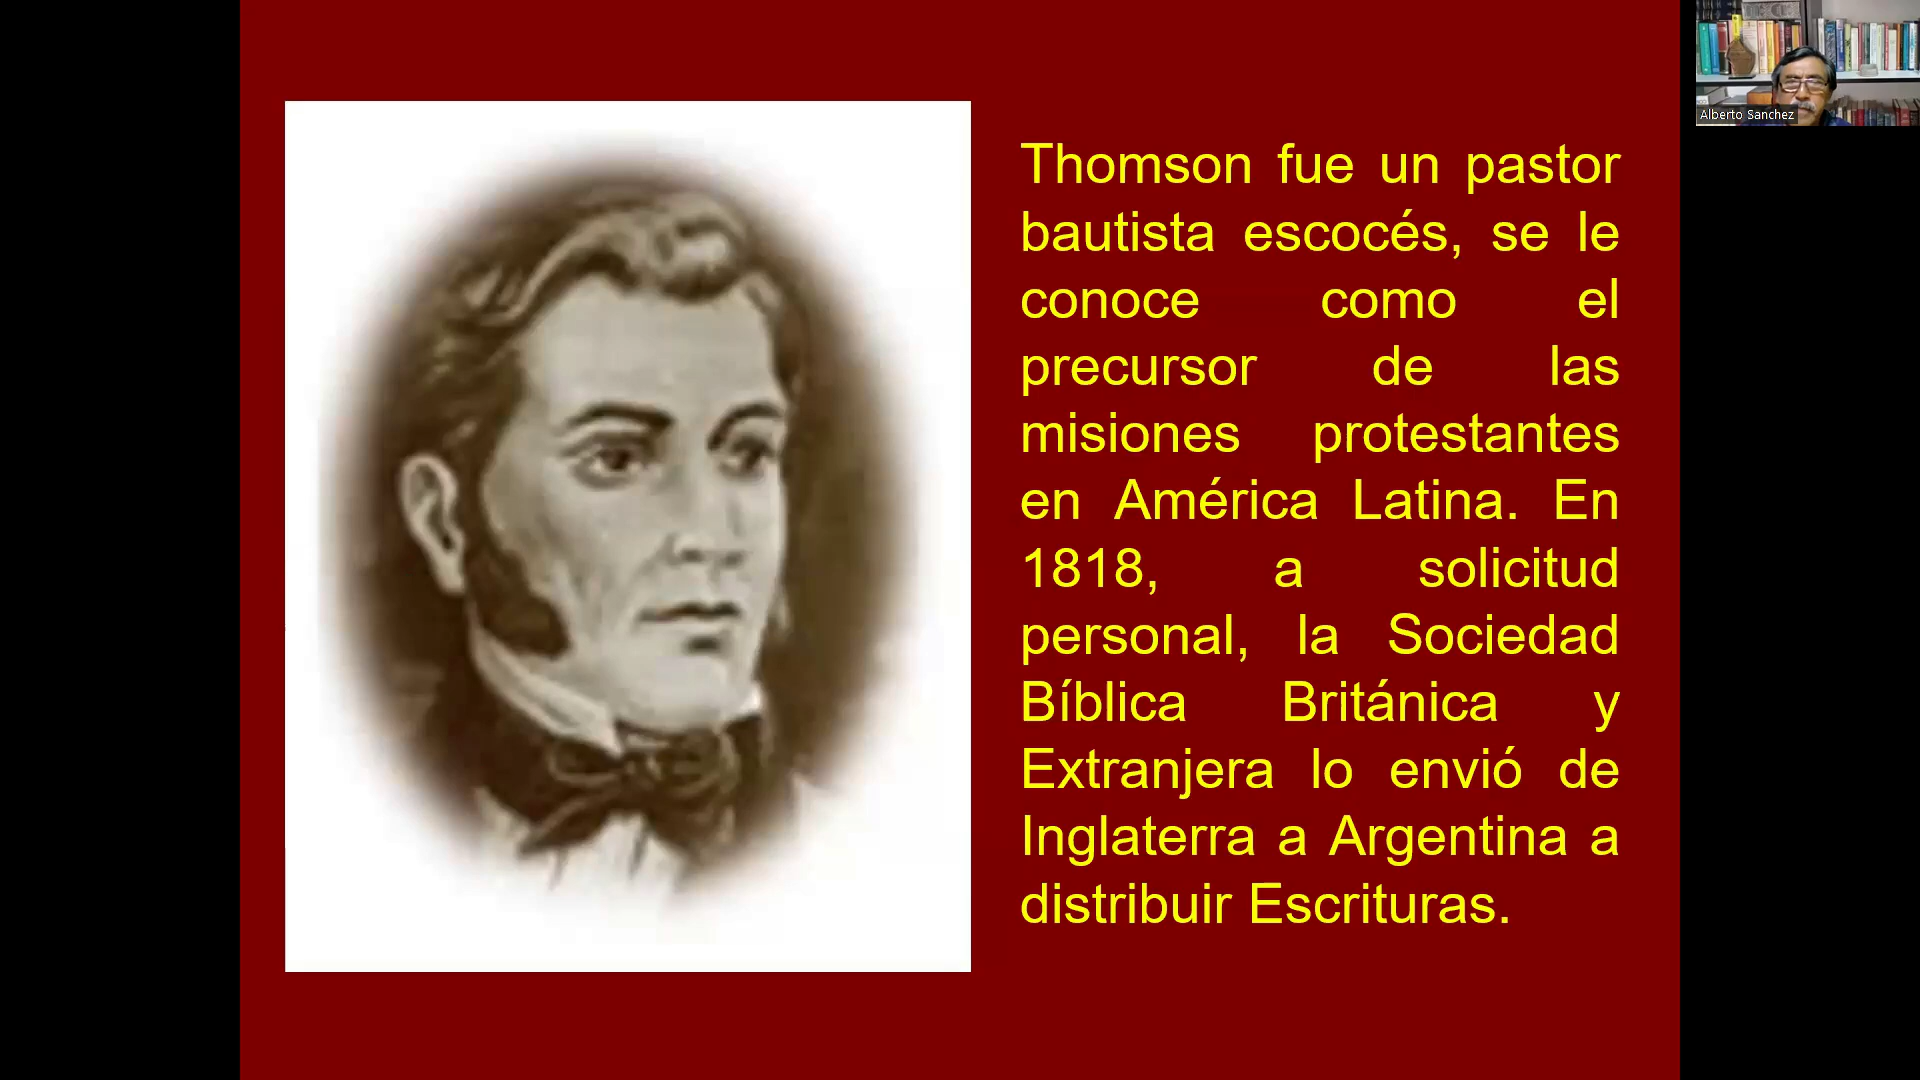 Alberto Sanchez
Thomson fue un pastor
bautista escocés, se le
conoce como el
precursor de las
misiones protestantes
en América Latina. En
1818, a solicitud
personal, la Sociedad
Bíblica Británica y
Extranjera lo envió de
Inglaterra a Argentina a
distribuir Escrituras.